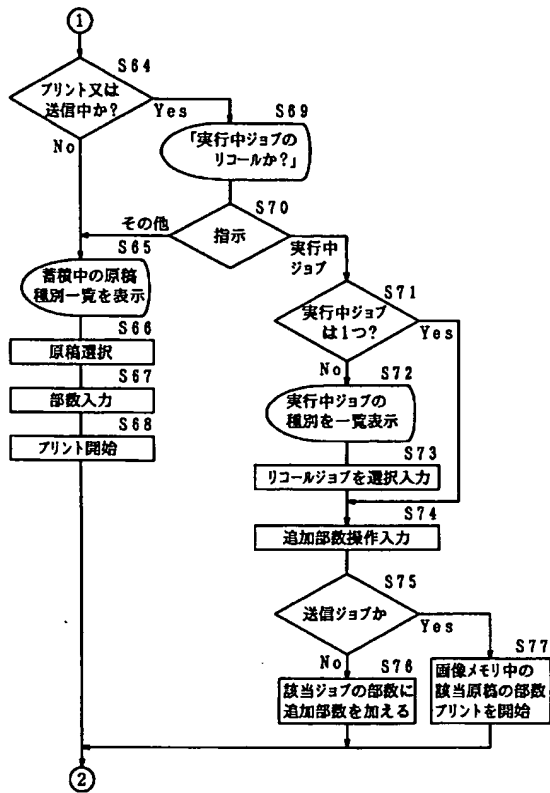 1
S64
プリント又は
送信中か?
Yes
No
S69
「実行中ジョブの
リコールか?」
S70
指示
その他
実行中
ジョブ
S65
蓄積中の原稿
種別一覧を表示
S66
原稿選択
S67
部数入力
S68
プリント開始
S71
実行中ジョブ
は1つ?
Yes
No
S72
実行中ジョブの
種別を一覧表示
S73
リコールジョブを選択入力
S74
追加部数操作入力
S75
送信ジョブか
Yes
No
S76
該当ジョブの部数に
追加部数を加える
S77
画像メモリ中の
該当原稿の部数
プリントを開始
2